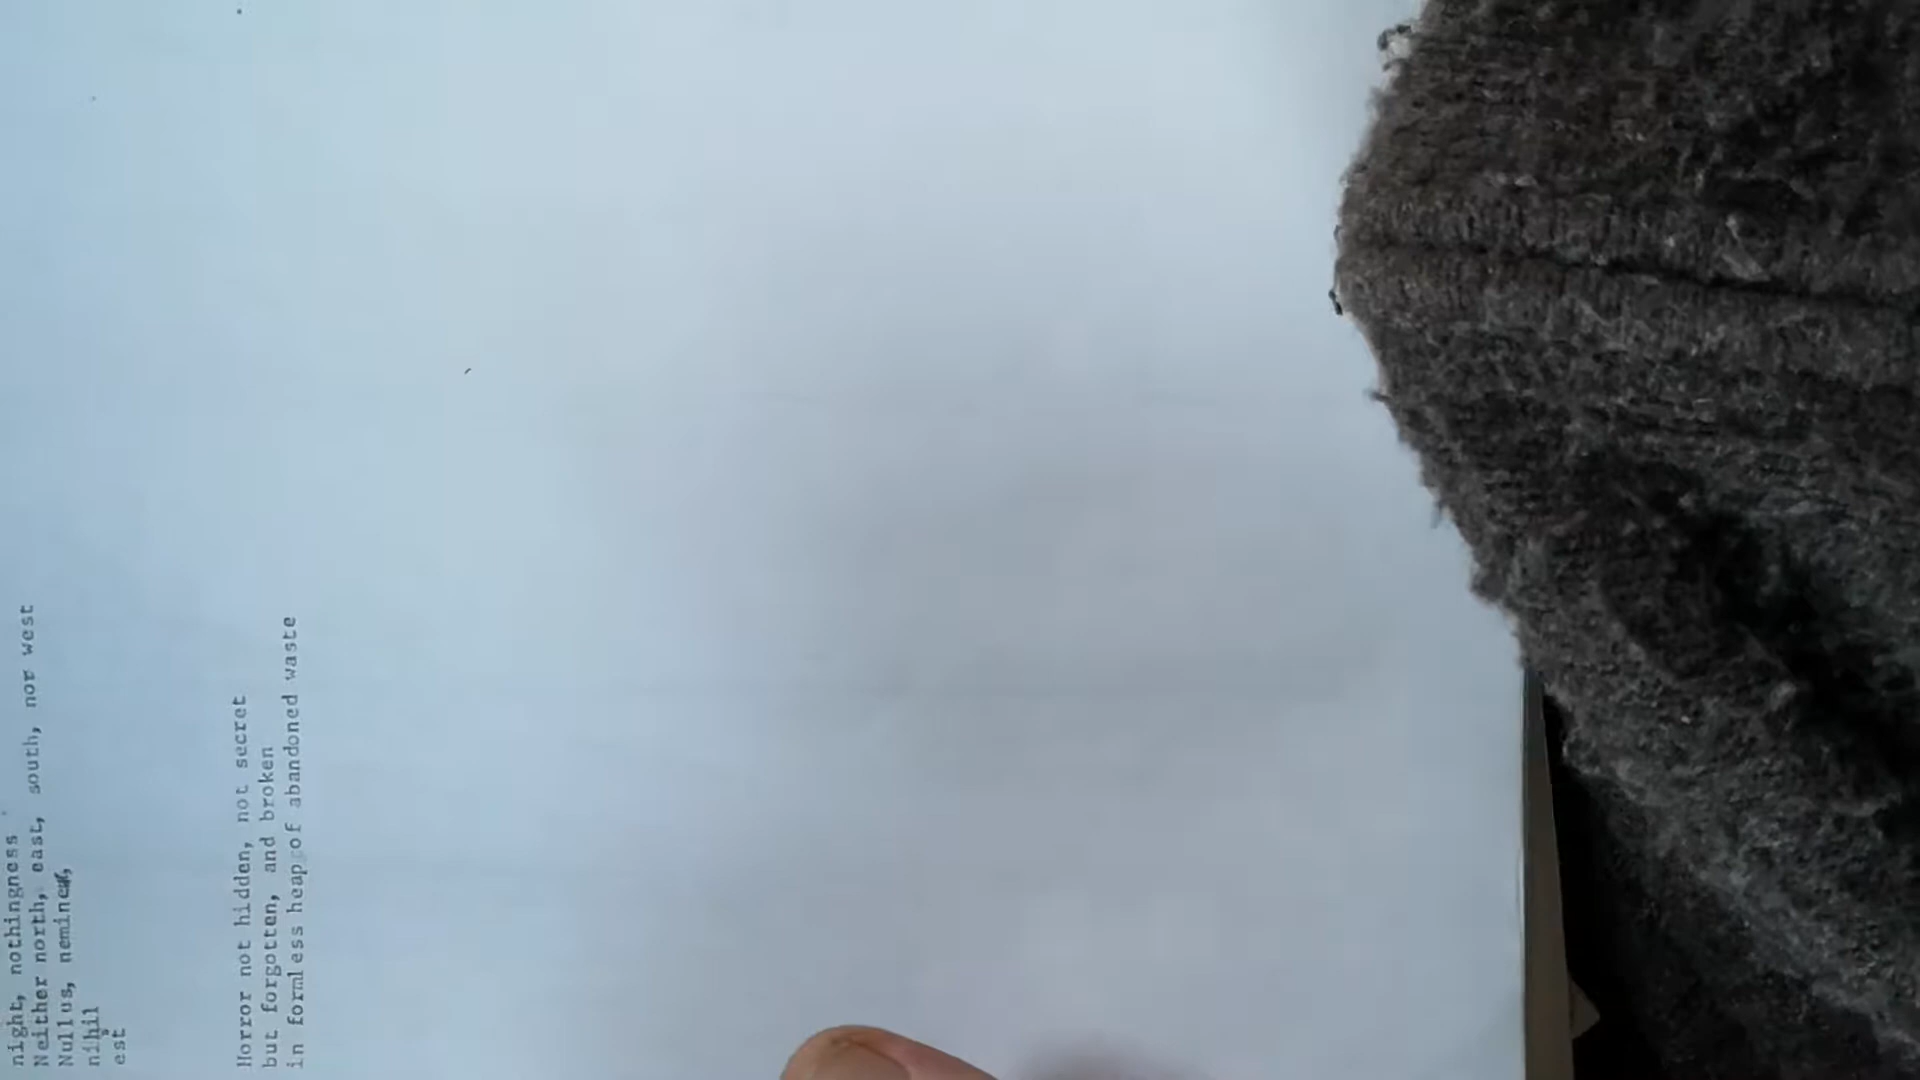 night, nothingness
Neither north, east, south, nor west
Nullus, neminem,
nihil
est
Horror not hidden, not secret
but forgotten, and broken
in formless heap of abandoned waste